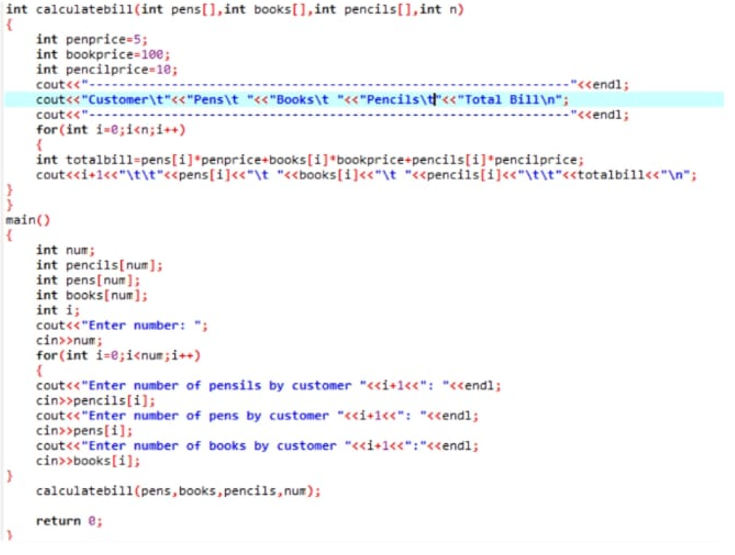 int calculatebill(int pens[],int books[],int pencils[],int n)
{
    int penprice=5;
    int bookprice=100;
    int pencilprice=10;
    cout<<"--------------------------------------------------------------------"<<endl;
    cout<<"Customer\t"<<"Pens\t "<<"Books\t "<<"Pencils\t"<<"Total Bill\n";
    cout<<"--------------------------------------------------------------------"<<endl;
    for(int i=0;i<n;i++)
    {
    int totalbill=pens[i]*penprice+books[i]*bookprice+pencils[i]*pencilprice;
    cout<<i+1<<"\t\t"<<pens[i]<<"\t "<<books[i]<<"\t "<<pencils[i]<<"\t\t"<<totalbill<<"\n";
}
}
main()
{
    int num;
    int pencils[num];
    int pens[num];
    int books[num];
    int i;
    cout<<"Enter number: ";
    cin>>num;
    for(int i=0;i<num;i++)
    {
    cout<<"Enter number of pensils by customer "<<i+1<<": "<<endl;
    cin>>pencils[i];
    cout<<"Enter number of pens by customer "<<i+1<<": "<<endl;
    cin>>pens[i];
    cout<<"Enter number of books by customer "<<i+1<<":"<<endl;
    cin>>books[i];
}
    calculatebill(pens,books,pencils,num);

    return 0;
}